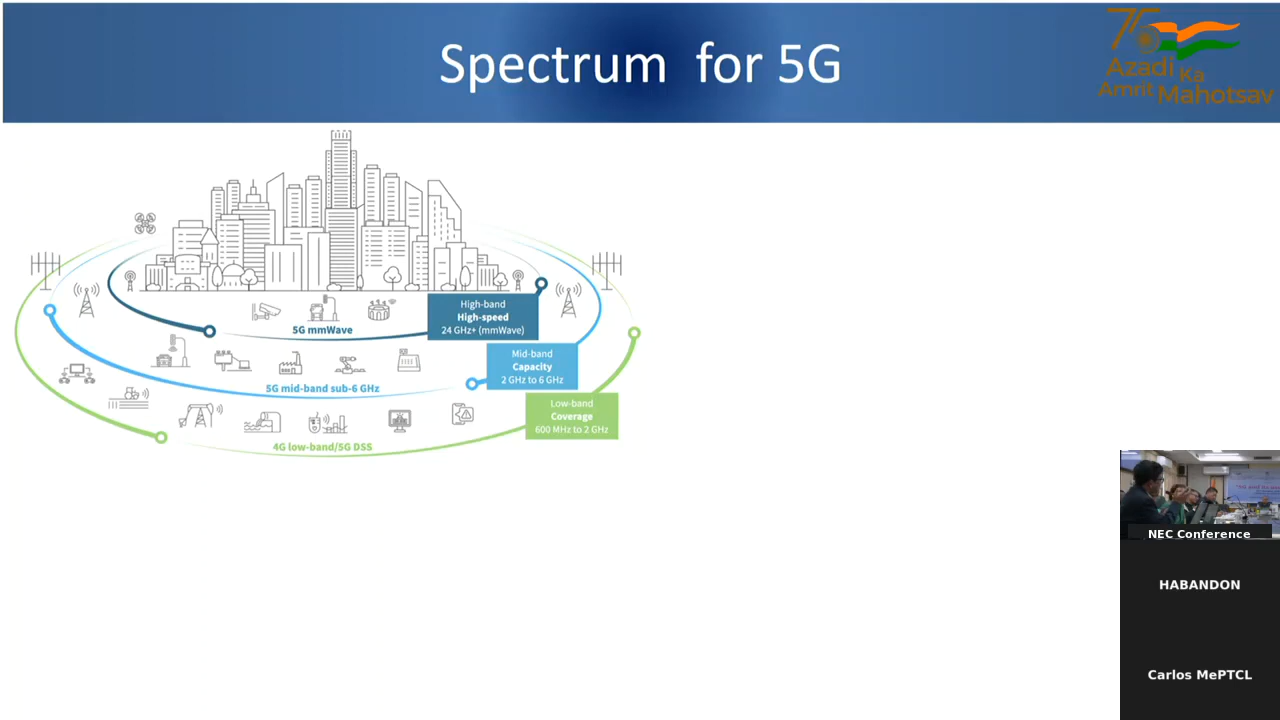 Spectrum for 5G
75
Azadi
Ka
Amrit
Mahotsav
High-band
High-speed
24 GHz+ (mmWave)
5G mmWave
Mid-band
Capacity
2 GHz to 6 GHz
5G mid-band sub-6 GHz
Low-band
Coverage
600 MHz to 2 GHz
4G low-band/5G DSS
NEC Conference
HABANDON
Carlos MePTCL